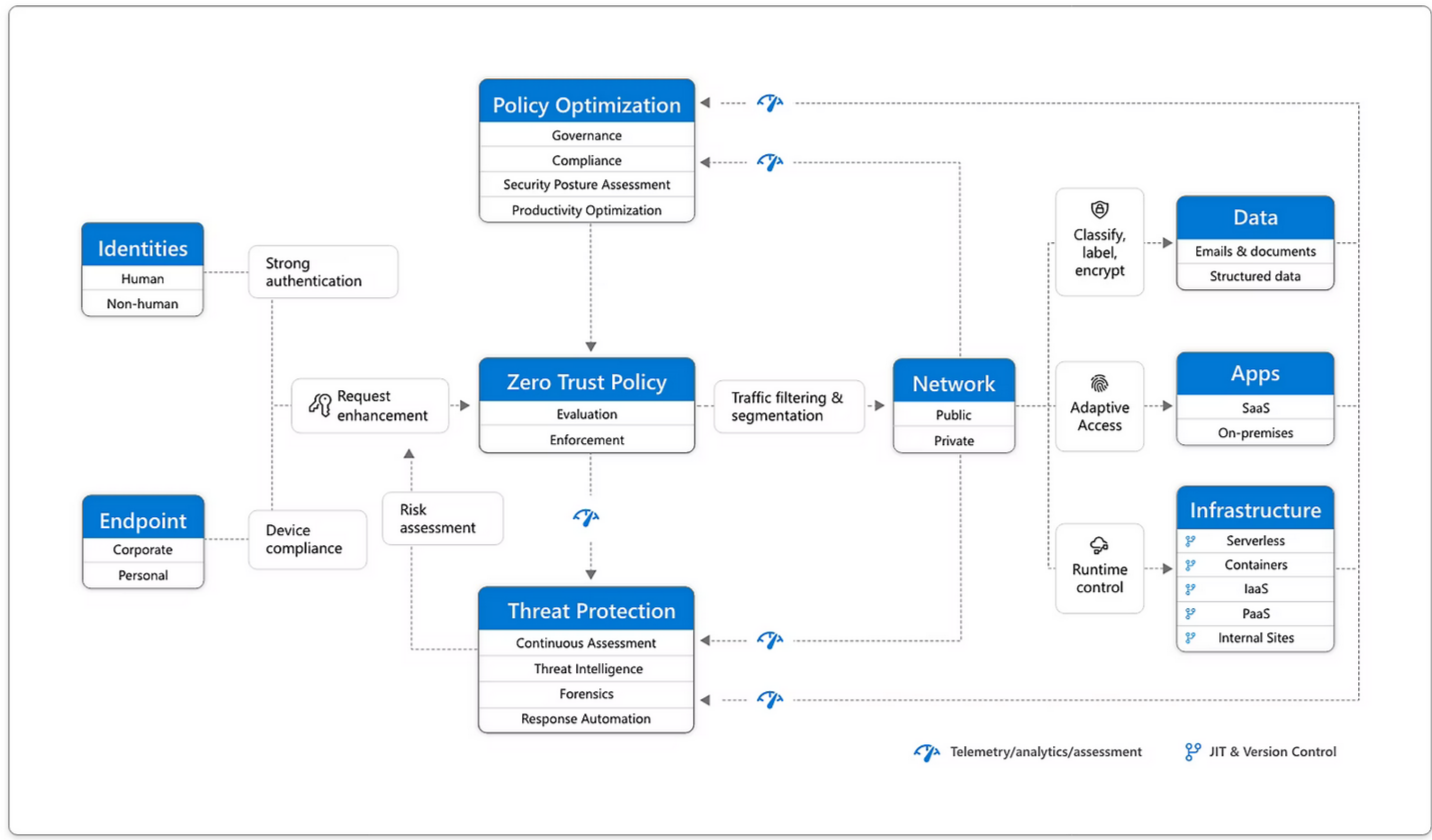 Policy Optimization
Governance
Compliance
Security Posture Assessment
Productivity Optimization
Identities
Human
Non-human
Strong
authentication
Endpoint
Corporate
Personal
Device
compliance
Request
enhancement
Risk
assessment
Zero Trust Policy
Evaluation
Enforcement
Threat Protection
Continuous Assessment
Threat Intelligence
Forensics
Response Automation
Traffic filtering &
segmentation
Network
Public
Private
Classify,
label,
encrypt
Adaptive
Access
Runtime
control
Data
Emails & documents
Structured data
Apps
SaaS
On-premises
Infrastructure
Serverless
Containers
IaaS
PaaS
Internal Sites
Telemetry/analytics/assessment
JIT & Version Control